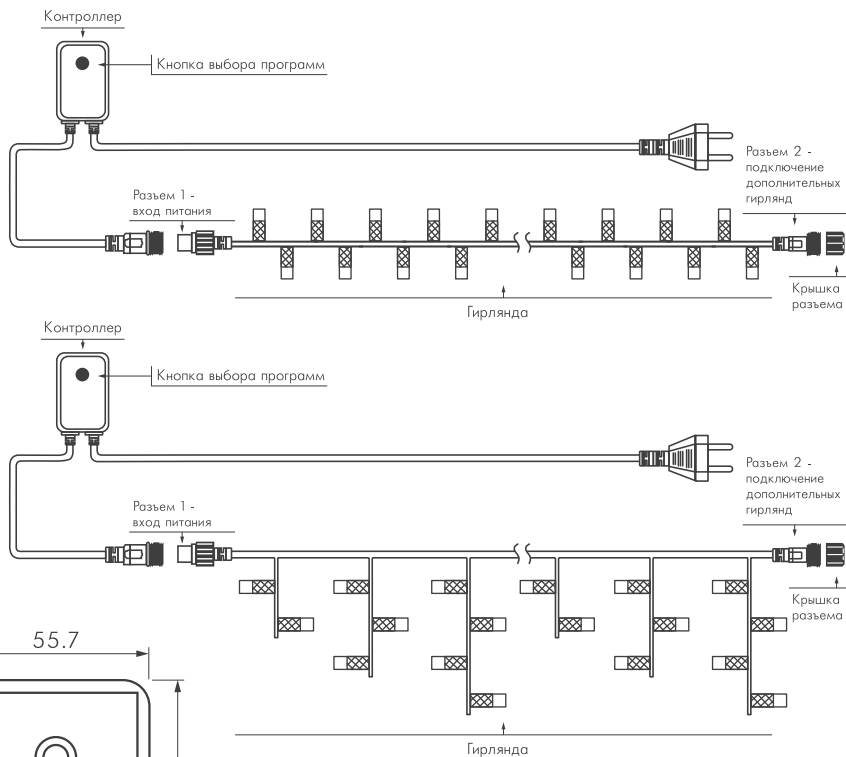 Контроллер
Кнопка выбора программ
Разъем 2 -
подключение
дополнительных
гирлянд
Разъем 1 -
вход питания
Крышка
разъема
Гирлянда
Контроллер
Кнопка выбора программ
Разъем 2 -
подключение
дополнительных
гирлянд
Разъем 1 -
вход питания
Крышка
разъема
55.7
Гирлянда